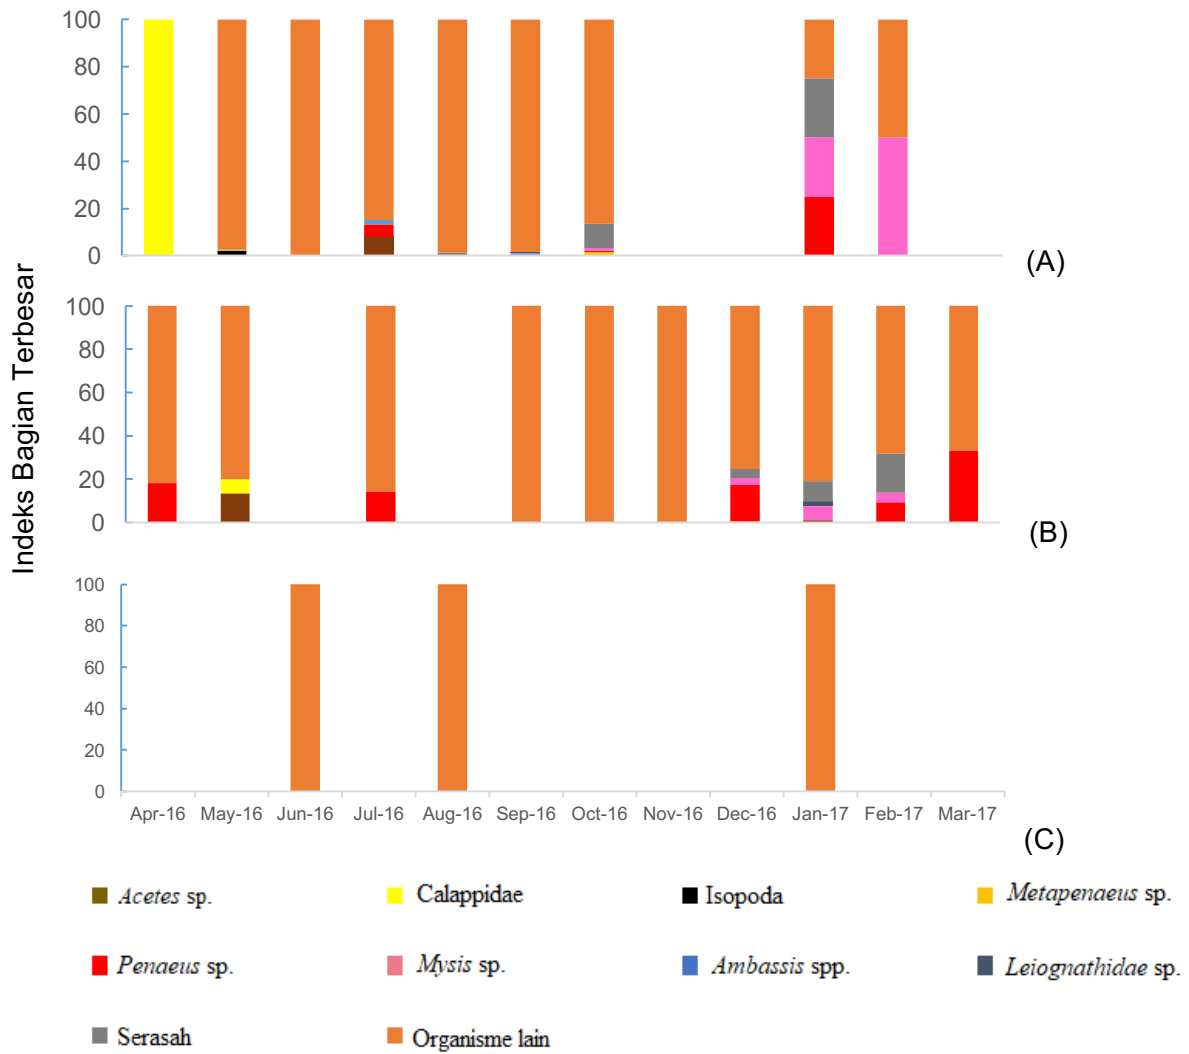 Indeks Bagian Terbesar
100
80
60
40
20
0
(A)
100
80
60
40
20
0
(B)
100
80
60
40
20
0
Apr-16 May-16 Jun-16 Jul-16 Aug-16 Sep-16 Oct-16 Nov-16 Dec-16 Jan-17 Feb-17 Mar-17
(C)
Acetes sp. Calappidae Isopoda Metapenaeus sp.
Penaeus sp. Mysis sp. Ambassis spp. Leiognathidae sp.
Serasah Organisme lain